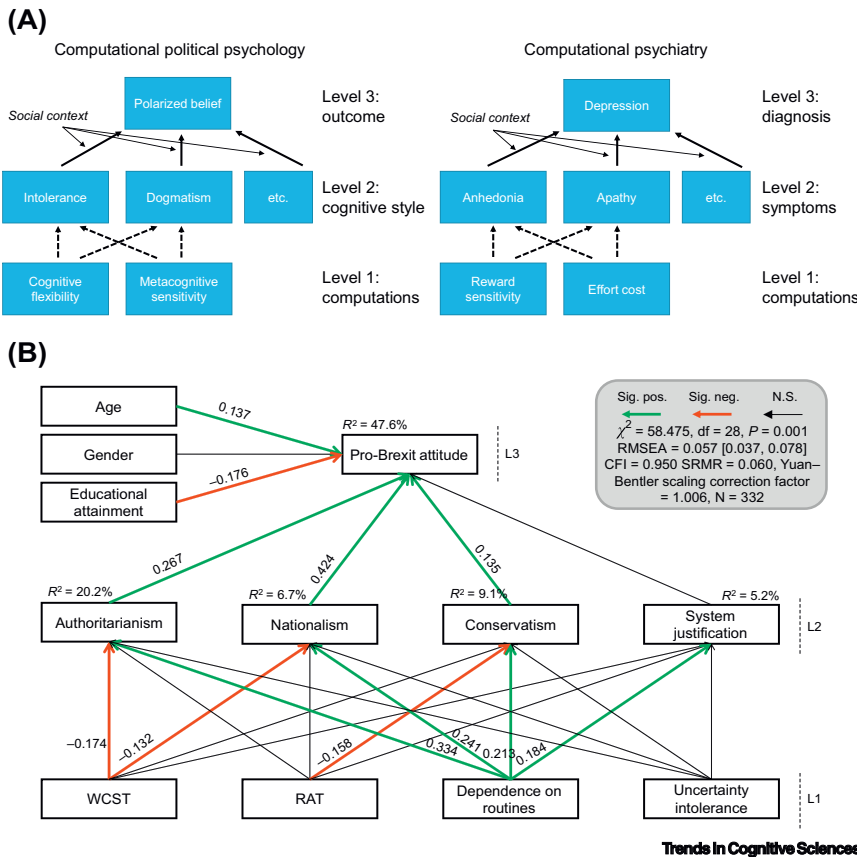 (A)
Computational political psychology
Computational psychiatry
Polarized belief
Level 3:
outcome
Social context
Intolerance
Dogmatism
etc.
Level 2:
cognitive style
Cognitive
flexibility
Metacognitive
sensitivity
Level 1:
computations
Depression
Level 3:
diagnosis
Social context
Anhedonia
Apathy
etc.
Level 2:
symptoms
Reward
sensitivity
Effort cost
Level 1:
computations
(B)
Age
Gender
Educational
attainment
0.137
–0.176
R² = 47.6%
Pro-Brexit attitude
L3
Sig. pos.
Sig. neg.
N.S.
χ² = 58.475, df = 28, P = 0.001
RMSEA = 0.057 [0.037, 0.078]
CFI = 0.950 SRMR = 0.060, Yuan–
Bentler scaling correction factor
= 1.006, N = 332
0.267
0.424
0.135
R² = 20.2%
R² = 6.7%
R² = 9.1%
R² = 5.2%
Authoritarianism
Nationalism
Conservatism
System
justification
L2
–0.174
–0.132
–0.158
0.334
0.241
0.213
0.184
WCST
RAT
Dependence on
routines
Uncertainty
intolerance
L1
Trends in Cognitive Sciences